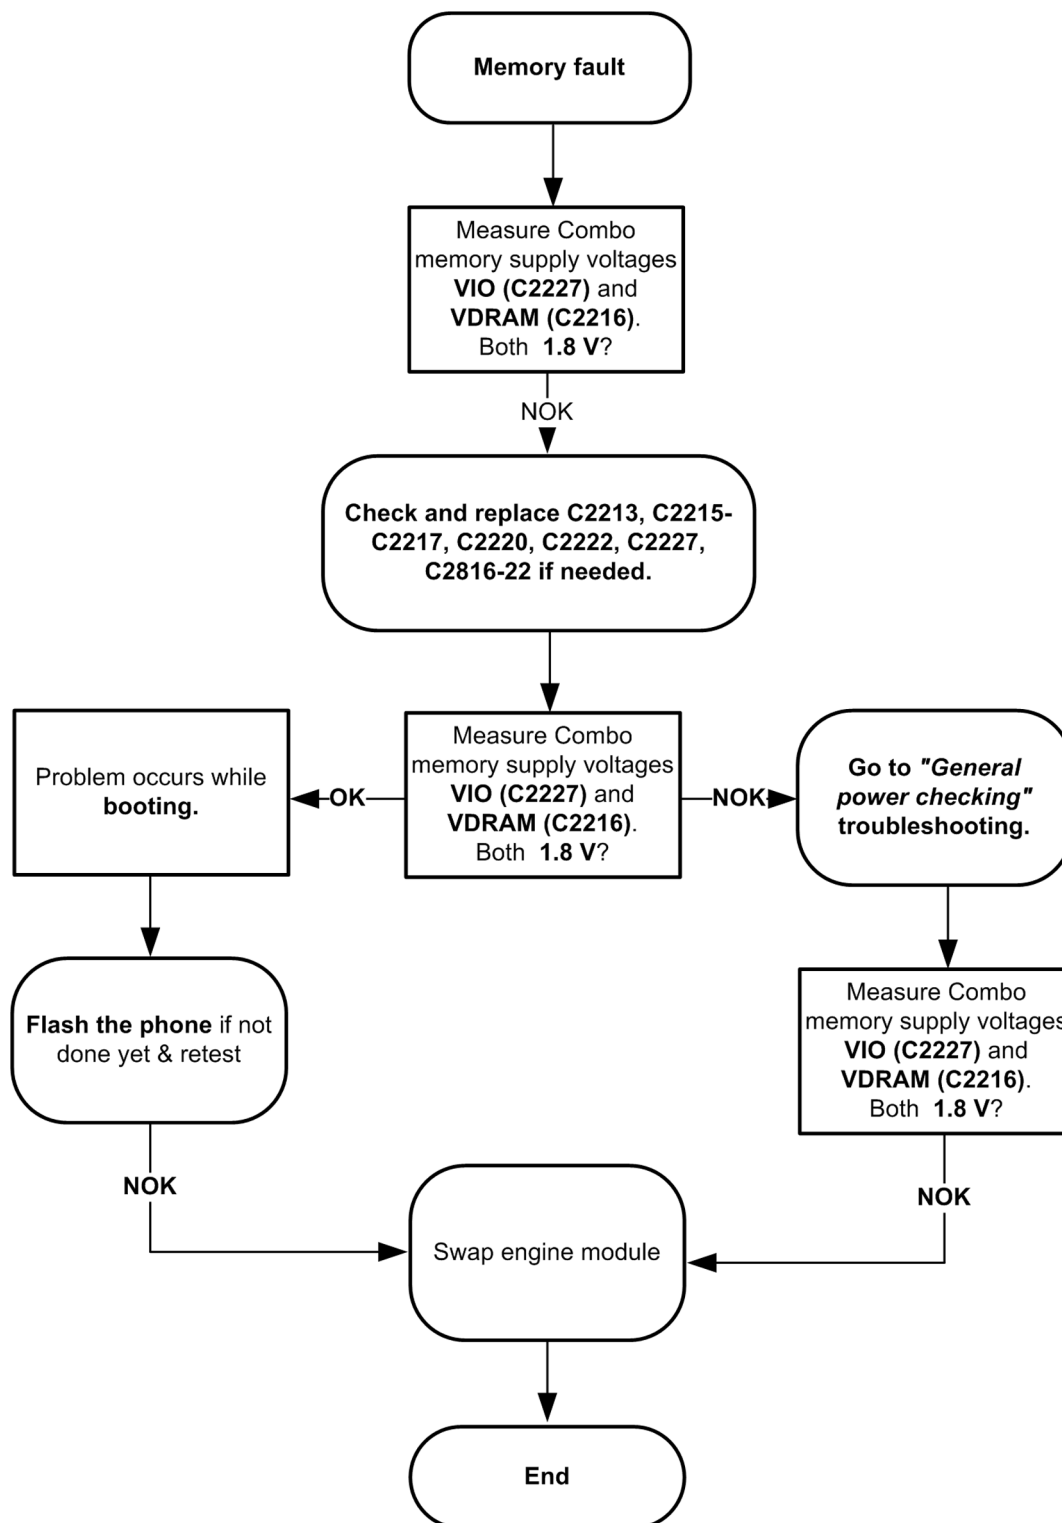 Memory fault
Measure Combo
memory supply voltages
VIO (C2227) and
VDRAM (C2216).
Both 1.8 V?
NOK
Check and replace C2213, C2215-
C2217, C2220, C2222, C2227,
C2816-22 if needed.
Problem occurs while
booting.
OK
Measure Combo
memory supply voltages
VIO (C2227) and
VDRAM (C2216).
Both 1.8 V?
NOK
Go to "General
power checking"
troubleshooting.
Flash the phone if not
done yet & retest
Measure Combo
memory supply voltages
VIO (C2227) and
VDRAM (C2216).
Both 1.8 V?
NOK
NOK
Swap engine module
End